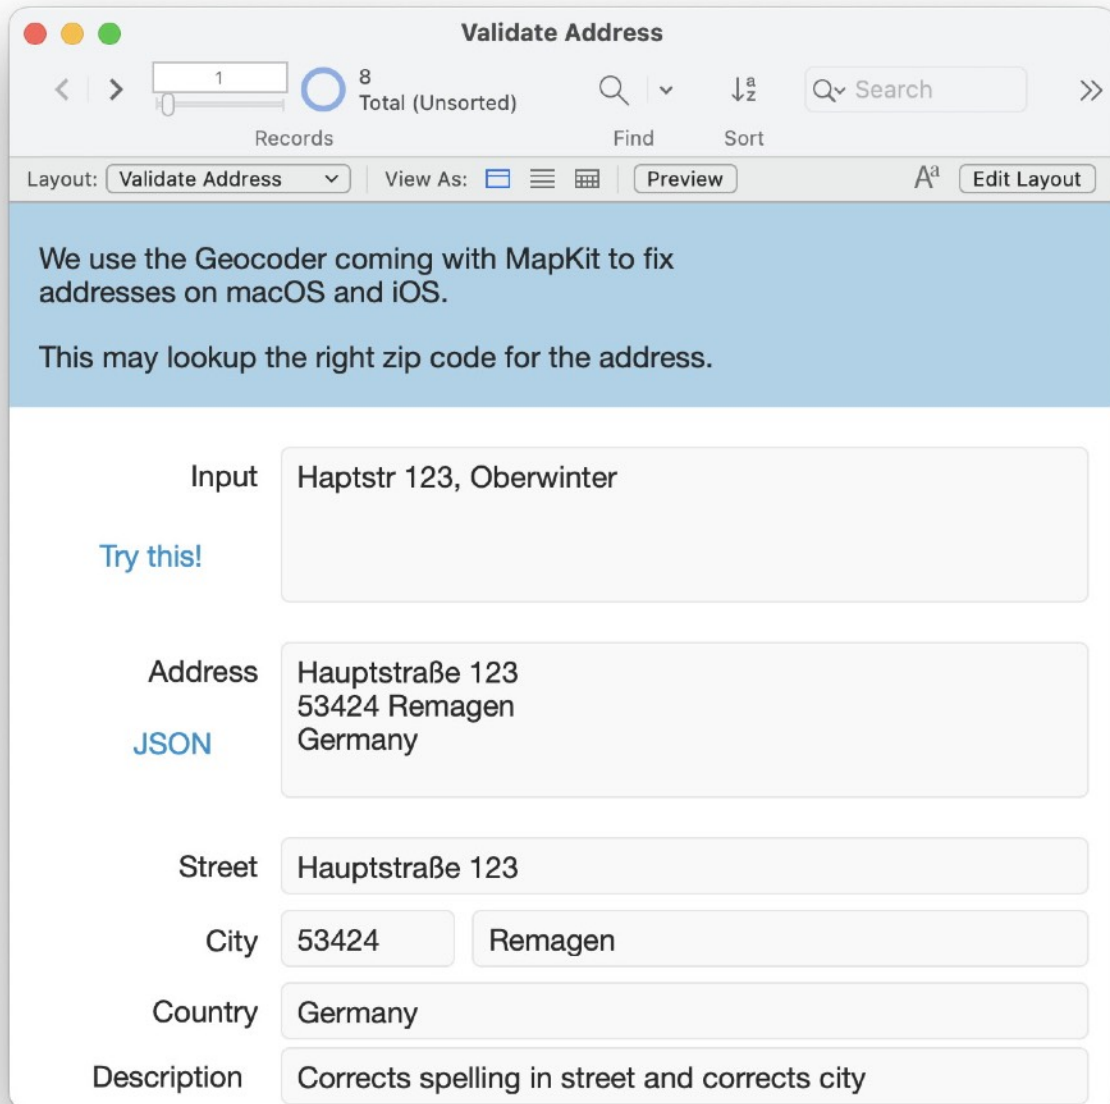 Validate Address
1
8
Total (Unsorted)
Search
Records
Find
Sort
Layout: Validate Address View As: Preview Aa Edit Layout
We use the Geocoder coming with MapKit to fix
addresses on macOS and iOS.
This may lookup the right zip code for the address.
Input Haptstr 123, Oberwinter
Try this!
Address Hauptstraße 123
53424 Remagen
JSON Germany
Street Hauptstraße 123
City 53424 Remagen
Country Germany
Description Corrects spelling in street and corrects city